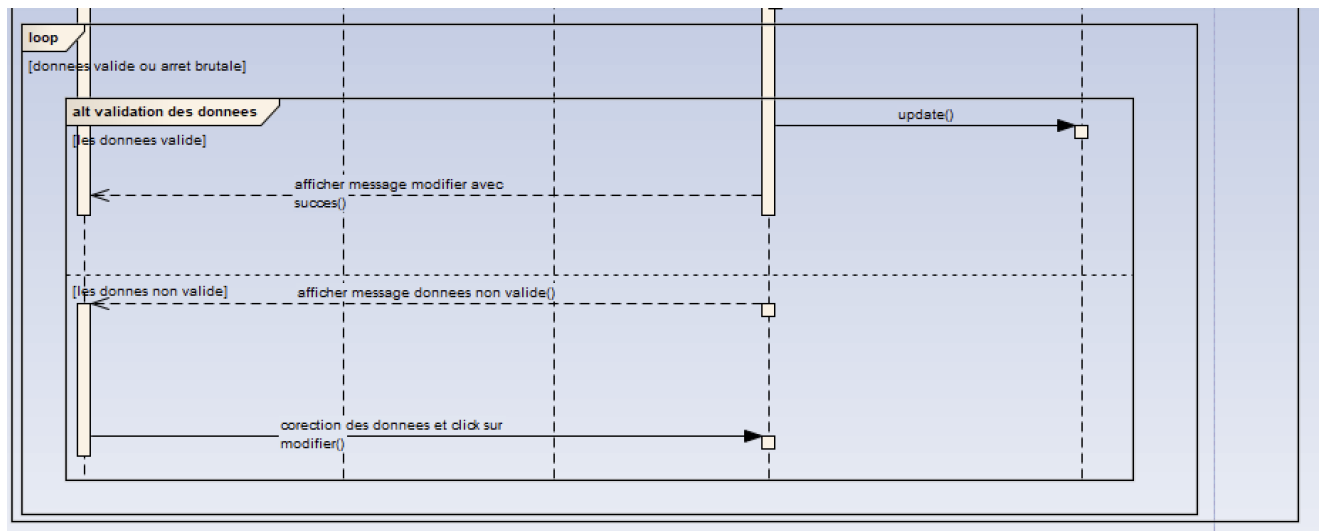 loop
[donnees valide ou arret brutale]
alt validation des donnees
update()
[les donnees valide]
afficher message modifier avec
succes()
[les donnes non valide]
afficher message donnees non valide()
corection des donnees et click sur
modifier()